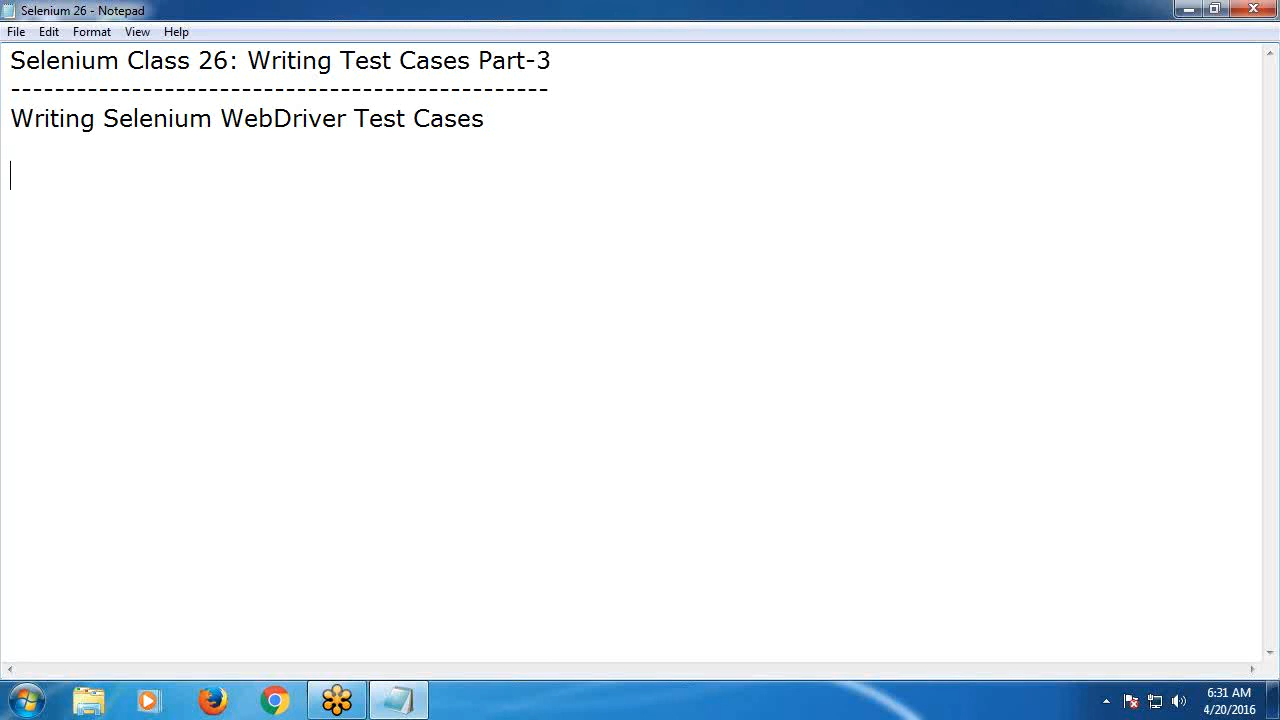 Selenium 26 - Notepad
File Edit Format View Help
Selenium Class 26: Writing Test Cases Part-3
-------------------------------------------------
Writing Selenium WebDriver Test Cases
6:31 AM
4/20/2016